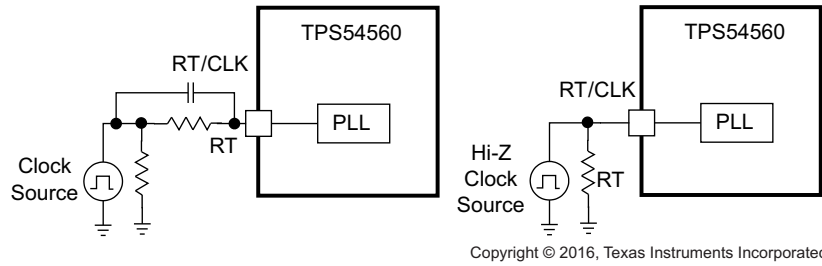 TPS54560
RT/CLK
PLL
RT
Clock
Source
TPS54560
RT/CLK
PLL
Hi-Z
Clock
Source
RT
Copyright © 2016, Texas Instruments Incorporated